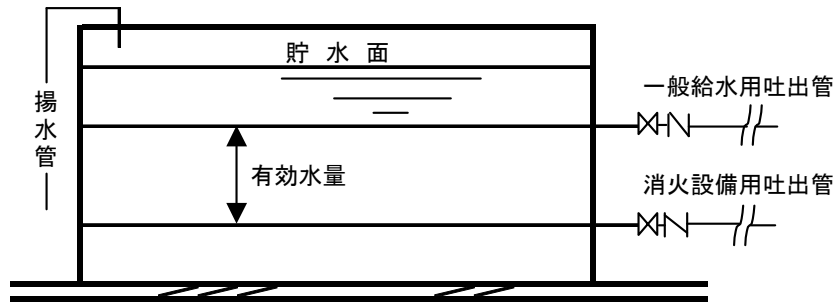 貯水面
揚水管
一般給水用吐出管
有効水量
消火設備用吐出管